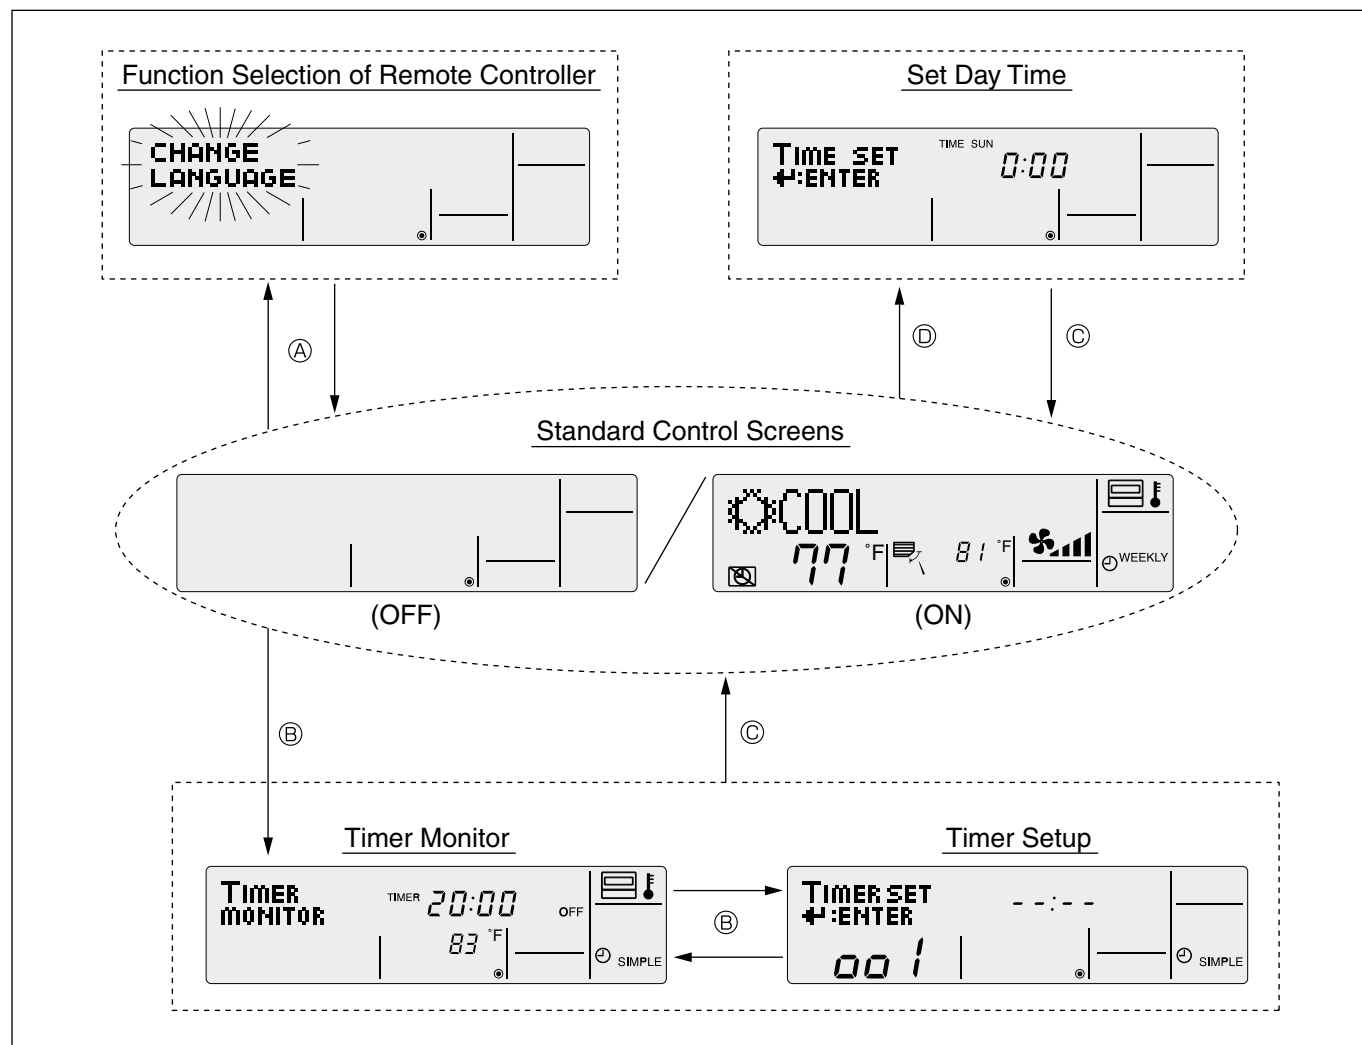 Function Selection of Remote Controller
CHANGE
LANGUAGE
Set Day Time
TIME SET
TIME SUN
0:00
↵:ENTER
Ⓐ
Ⓓ
Ⓒ
Standard Control Screens
COOL
77 °F
81 °F
WEEKLY
(OFF)
(ON)
Ⓑ
Ⓒ
Timer Monitor
TIMER
MONITOR
TIMER 20:00 OFF
83 °F
SIMPLE
Ⓑ
Timer Setup
TIMER SET
--:--
↵:ENTER
001
SIMPLE